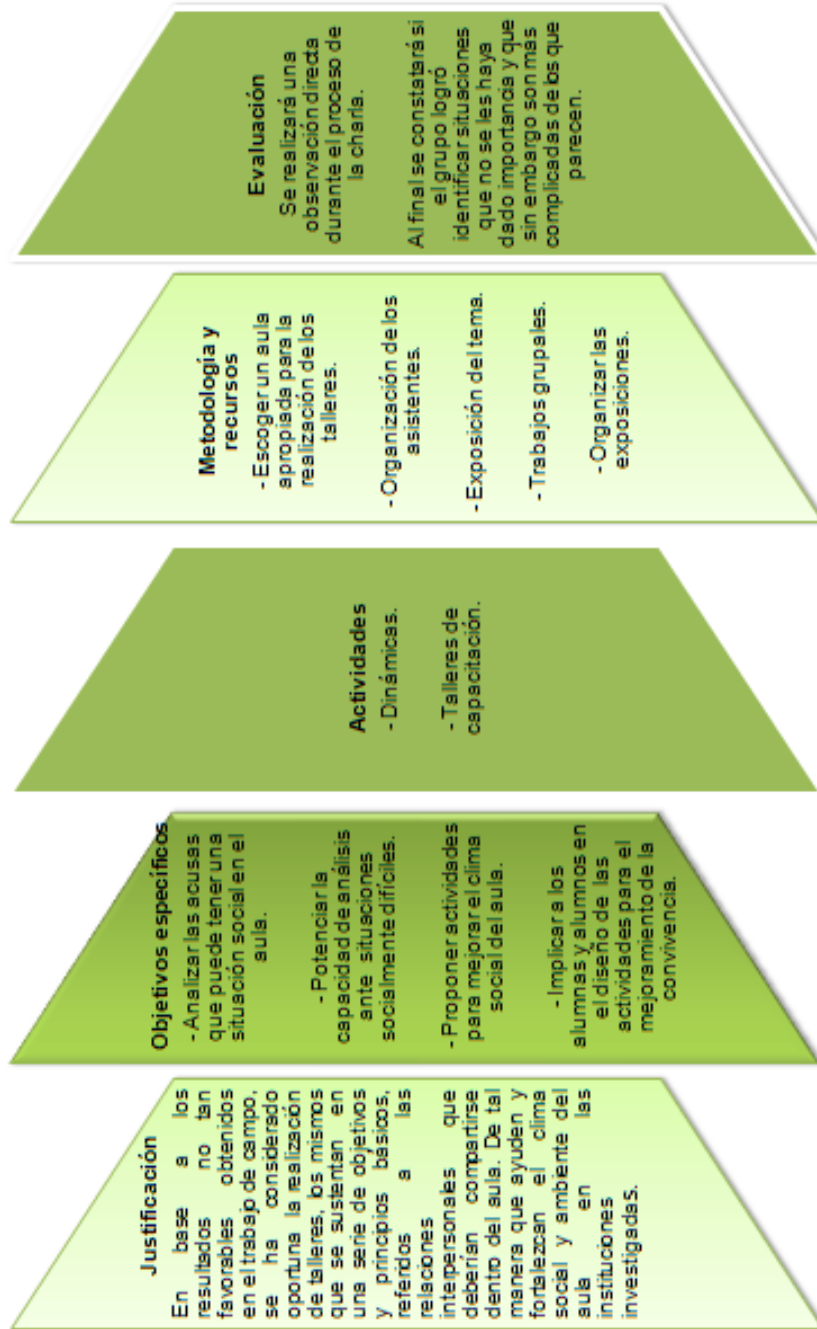 Justificación
En base a los
resultados no tan
favorables obtenidos
en el trabajo de campo,
se ha considerado
oportuna la realización
de talleres, los mismos
que se sustentan en
una serie de objetivos
y principios básicos,
referidos a las
relaciones
interpersonales que
deberían compartirse
dentro del aula. De tal
manera que ayuden y
fortalezcan el clima
social y ambiente del
aula en las
instituciones
investigadas.
Objetivos específicos
- Analizar las acusas
que puede tener una
situación social en el
aula.
- Potenciar la
capacidad de análisis
ante situaciones
socialmente difíciles.
- Proponer actividades
para mejorar el clima
social del aula.
- Implicar a los
alumnas y alumnos en
el diseño de las
actividades para el
mejoramiento de la
convivencia.
Actividades
- Dinámicas.
- Talleres de
capacitación.
Metodología y
recursos
- Escoger un aula
apropiada para la
realización de los
talleres.
- Organización de los
asistentes.
- Exposición del tema.
- Trabajos grupales.
- Organizar las
exposiciones.
Evaluación
Se realizará una
observación directa
durante el proceso de
la charla.
Al final se constatará si
el grupo logró
identificar situaciones
que no se les haya
dado importancia y que
sin embargo son mas
complicadas de los que
parecen.